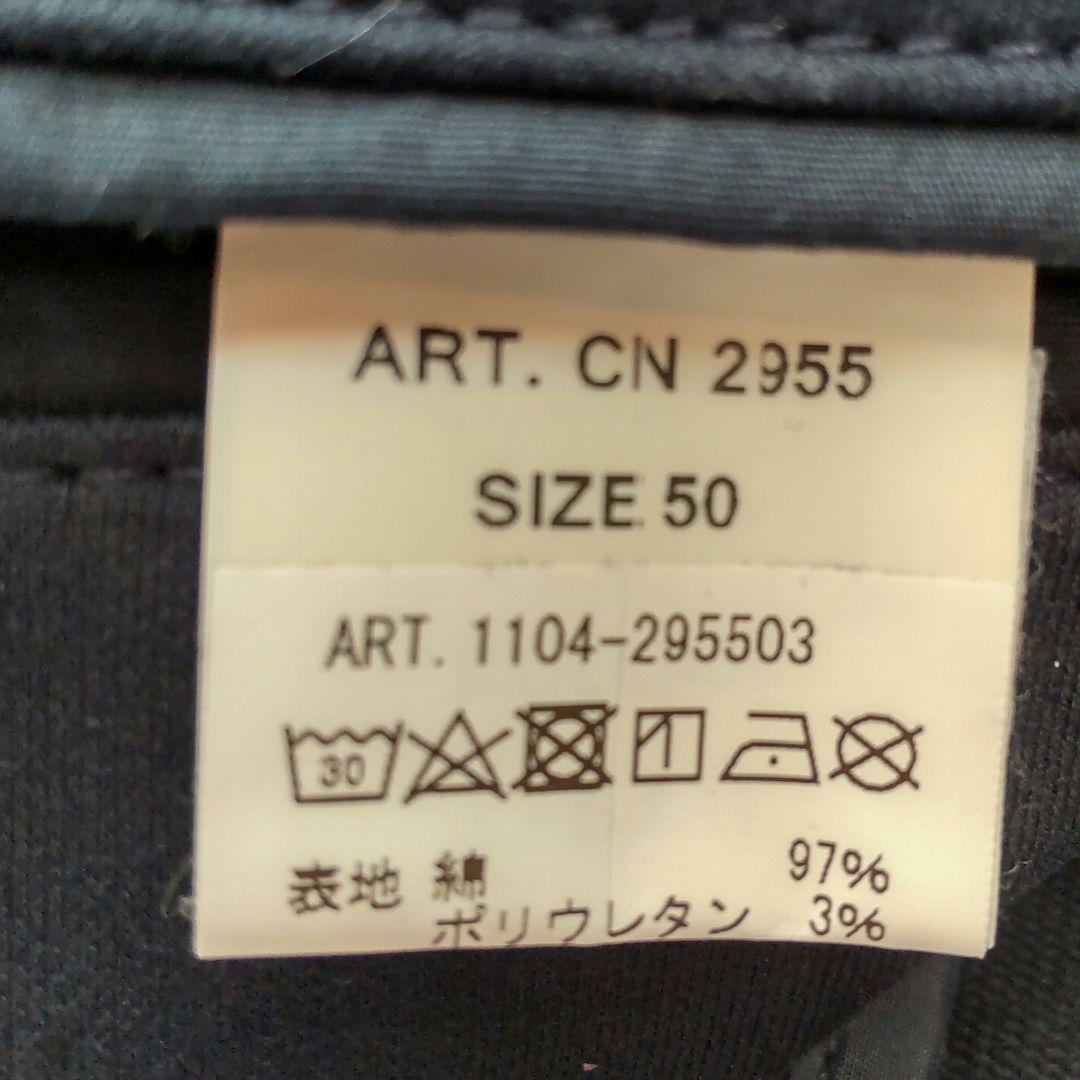 ART. CN 2955
SIZE 50
ART. 1104-295503
30
表地 綿 97%
ポリウレタン 3%